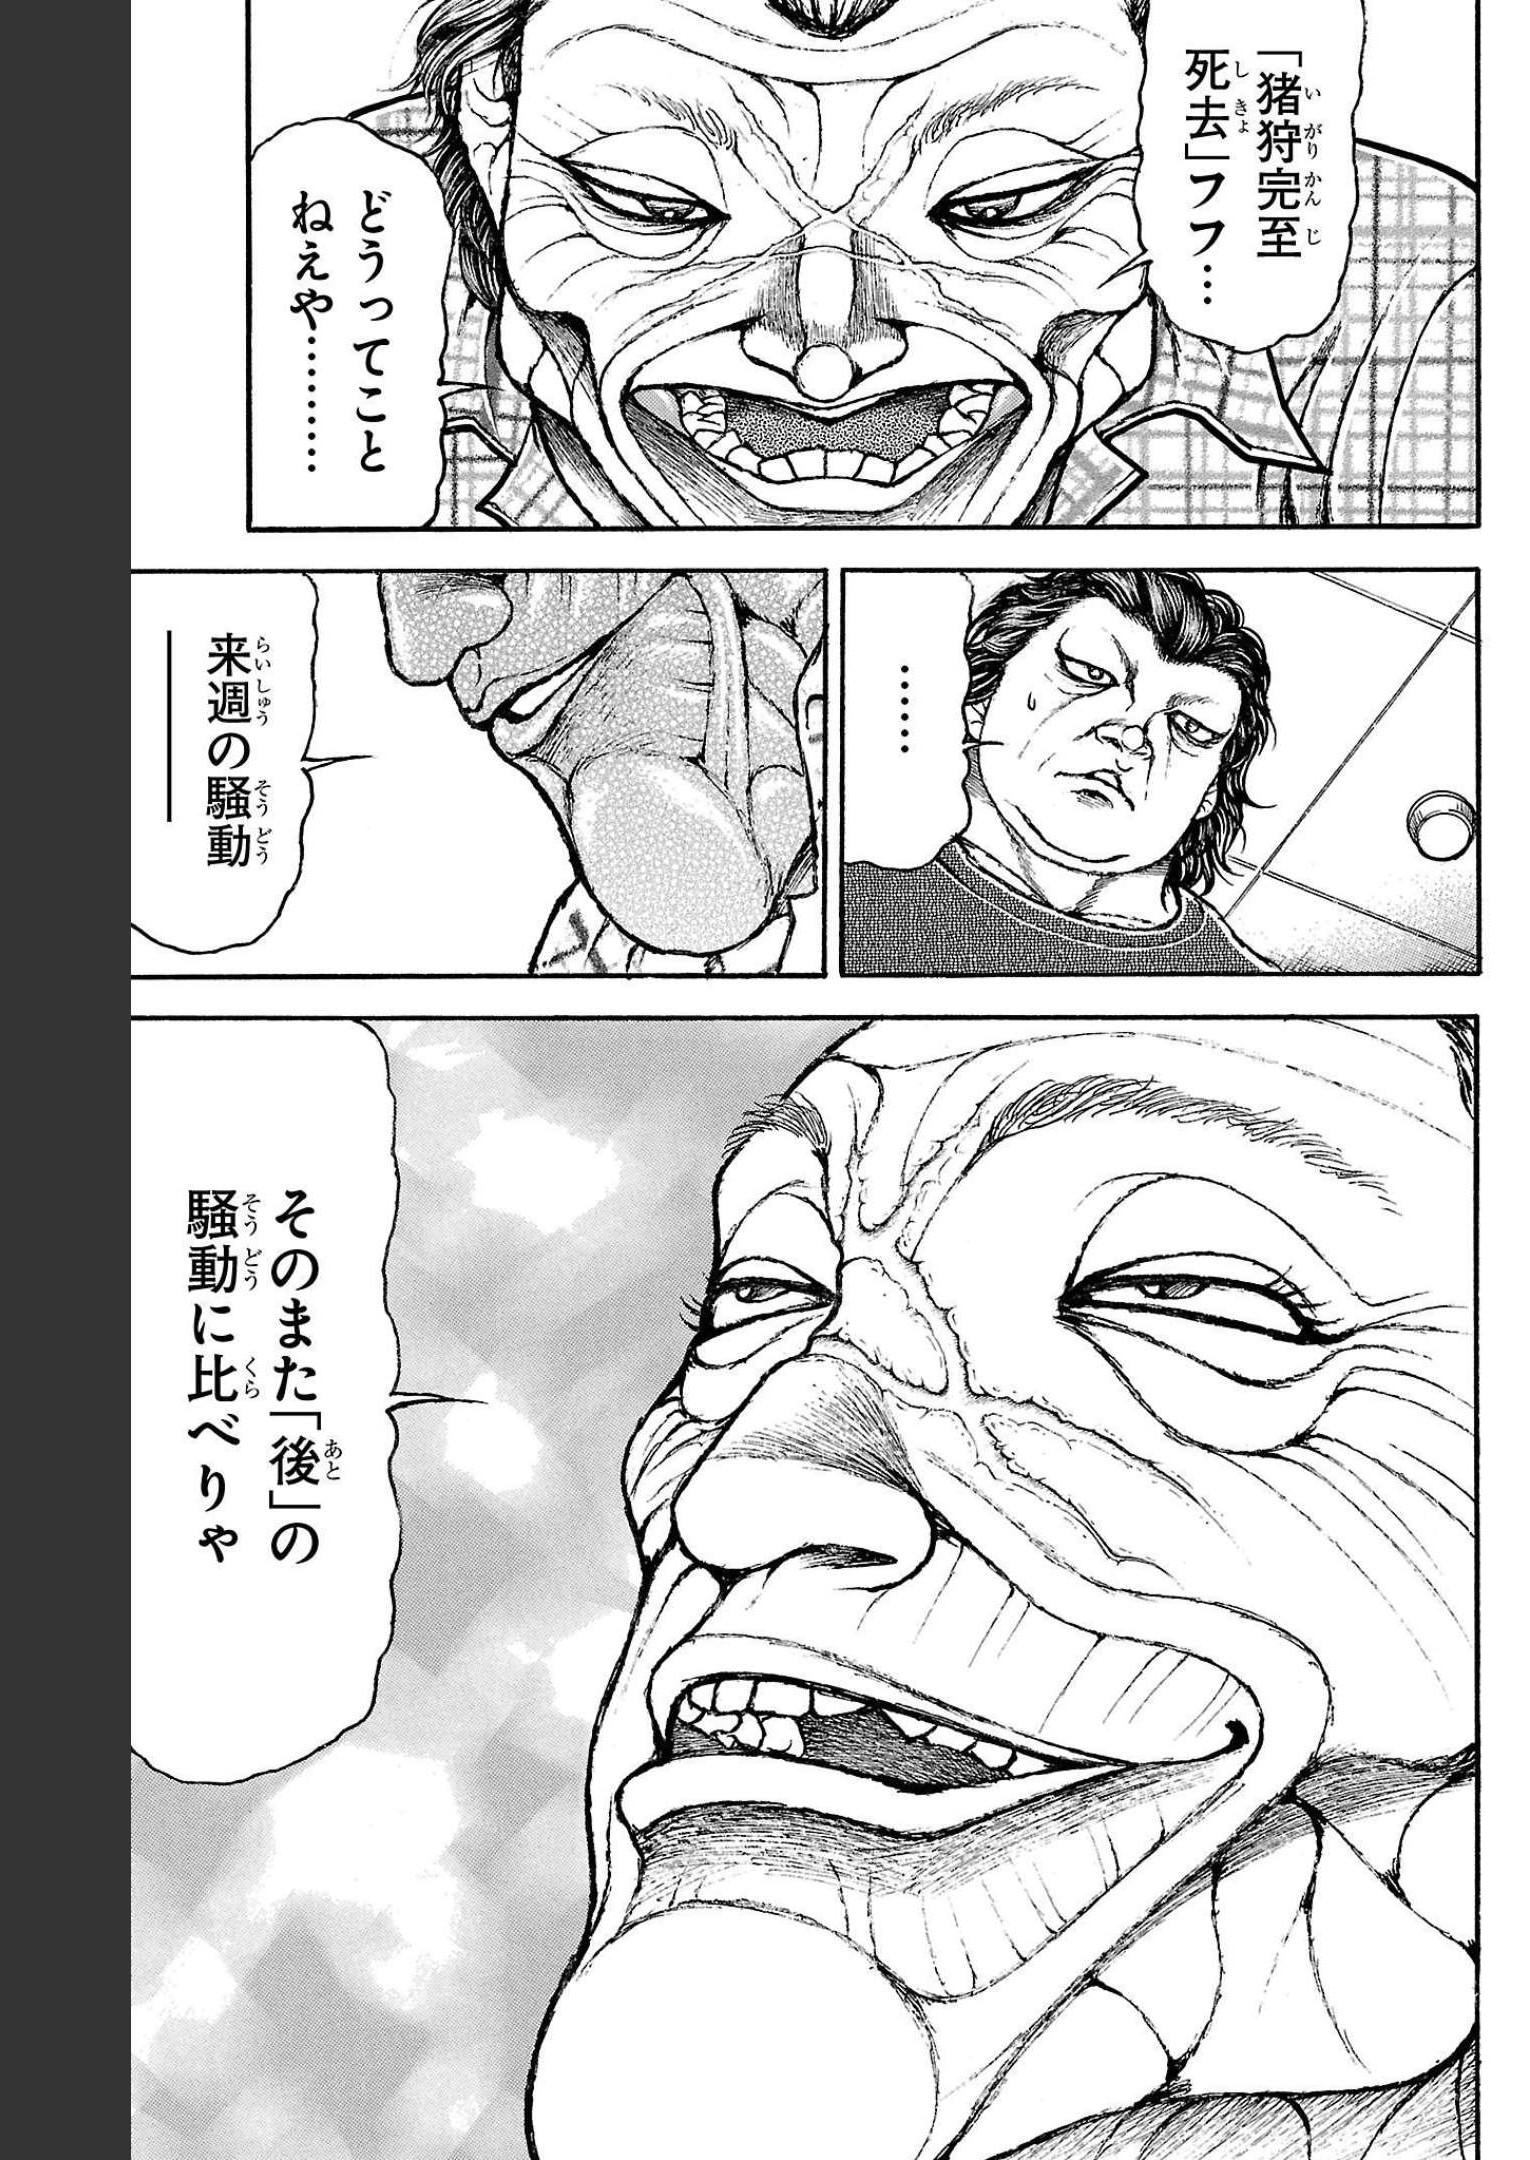 「猪狩完至
死去」フフ…
どうってこと
ねえや…………
……
来週の騒動
――
そのまた「後」の
騒動に比べりゃ